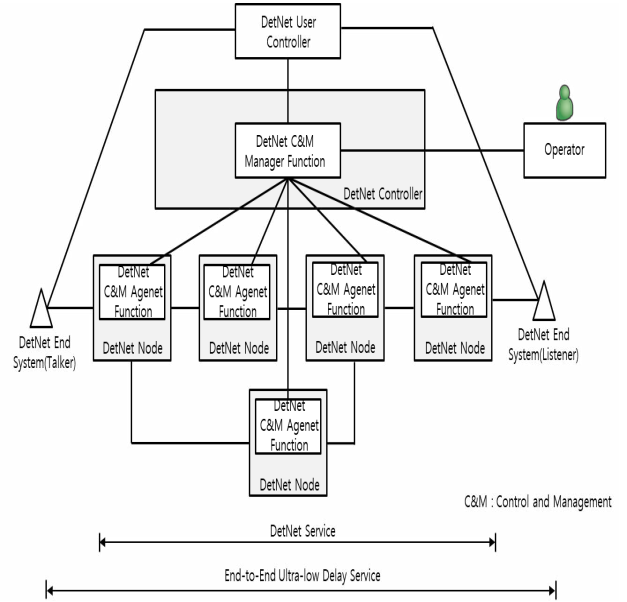 DetNet User
Controller
DetNet C&M
Manager Function
DetNet Controller
Operator
DetNet
C&M Agenet
Function
DetNet Node
DetNet
C&M Agenet
Function
DetNet Node
DetNet
C&M Agenet
Function
DetNet Node
DetNet
C&M Agenet
Function
DetNet Node
DetNet End
System(Talker)
DetNet End
System(Listener)
DetNet
C&M Agenet
Function
DetNet Node
C&M : Control and Management
DetNet Service
End-to-End Ultra-low Delay Service